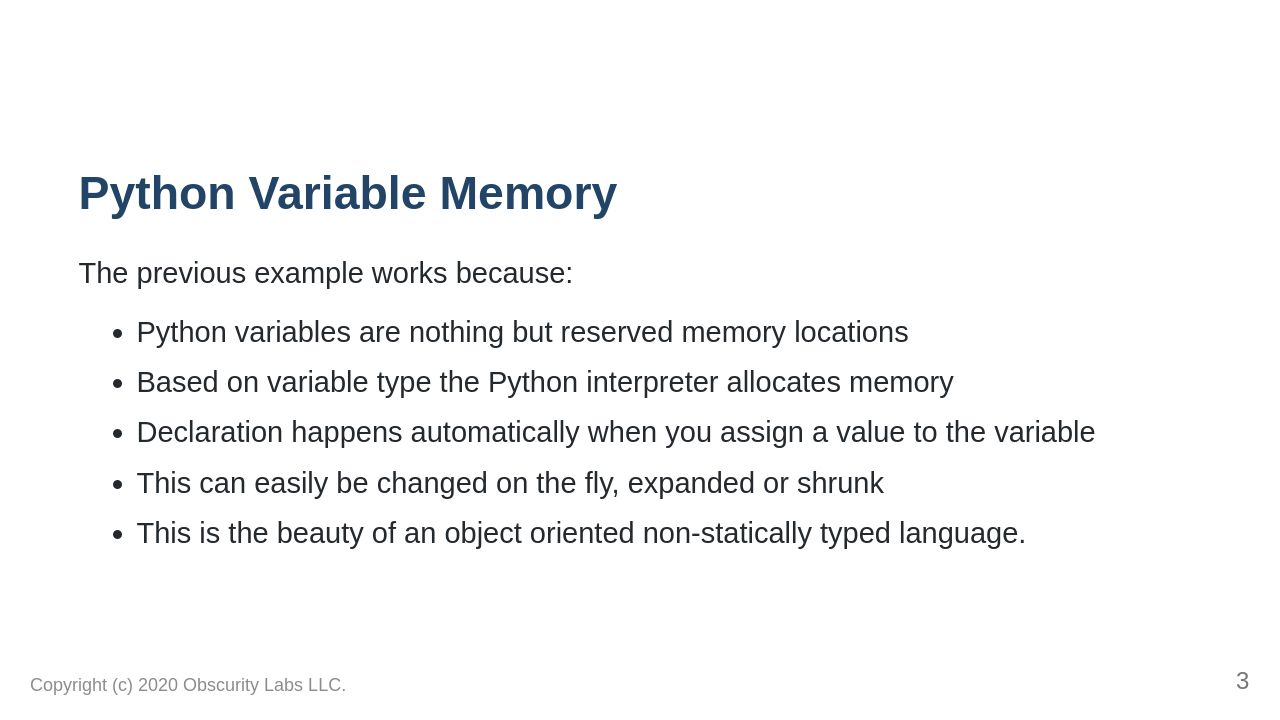 Python Variable Memory
The previous example works because:
• Python variables are nothing but reserved memory locations
• Based on variable type the Python interpreter allocates memory
• Declaration happens automatically when you assign a value to the variable
• This can easily be changed on the fly, expanded or shrunk
• This is the beauty of an object oriented non-statically typed language.
Copyright (c) 2020 Obscurity Labs LLC.
3